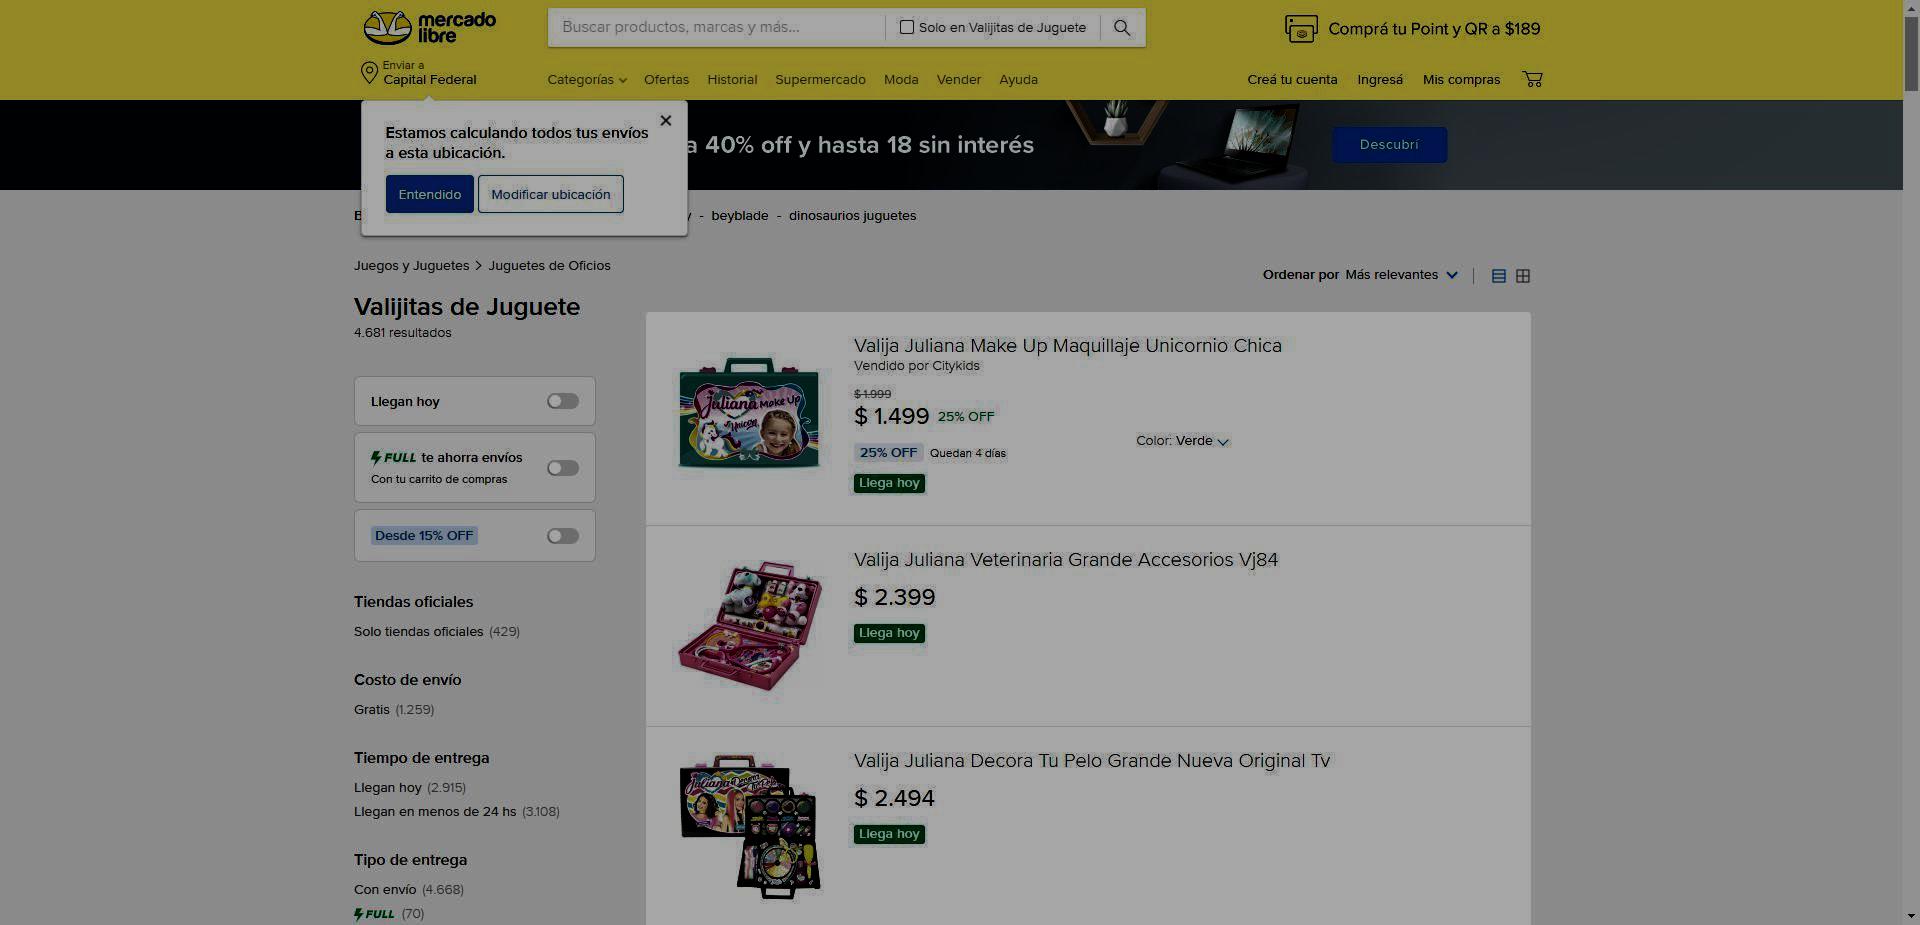 mercado
libre
Buscar productos, marcas y más...
Solo en Valijitas de Juguete
Comprá tu Point y QR a $189
Enviar a
Capital Federal
Categorías
Ofertas
Historial
Supermercado
Moda
Vender
Ayuda
Creá tu cuenta
Ingresá
Mis compras
Estamos calculando todos tus envíos
a esta ubicación.
Entendido
Modificar ubicación
a 40% off y hasta 18 sin interés
Descubrí
- beyblade - dinosaurios juguetes
Juegos y Juguetes > Juguetes de Oficios
Ordenar por Más relevantes
Valijitas de Juguete
4.681 resultados
Llegan hoy
FULL te ahorra envíos
Con tu carrito de compras
Desde 15% OFF
Tiendas oficiales
Solo tiendas oficiales (429)
Costo de envío
Gratis (1.259)
Tiempo de entrega
Llegan hoy (2.915)
Llegan en menos de 24 hs (3.108)
Tipo de entrega
Con envío (4.668)
FULL (70)
Valija Juliana Make Up Maquillaje Unicornio Chica
Vendido por Citykids
$ 1.999
$ 1.499 25% OFF
25% OFF Quedan 4 días
Llega hoy
Color: Verde
Juliana Make Up
Unicorn
Valija Juliana Veterinaria Grande Accesorios Vj84
$ 2.399
Llega hoy
Valija Juliana Decora Tu Pelo Grande Nueva Original Tv
$ 2.494
Llega hoy
Juliana